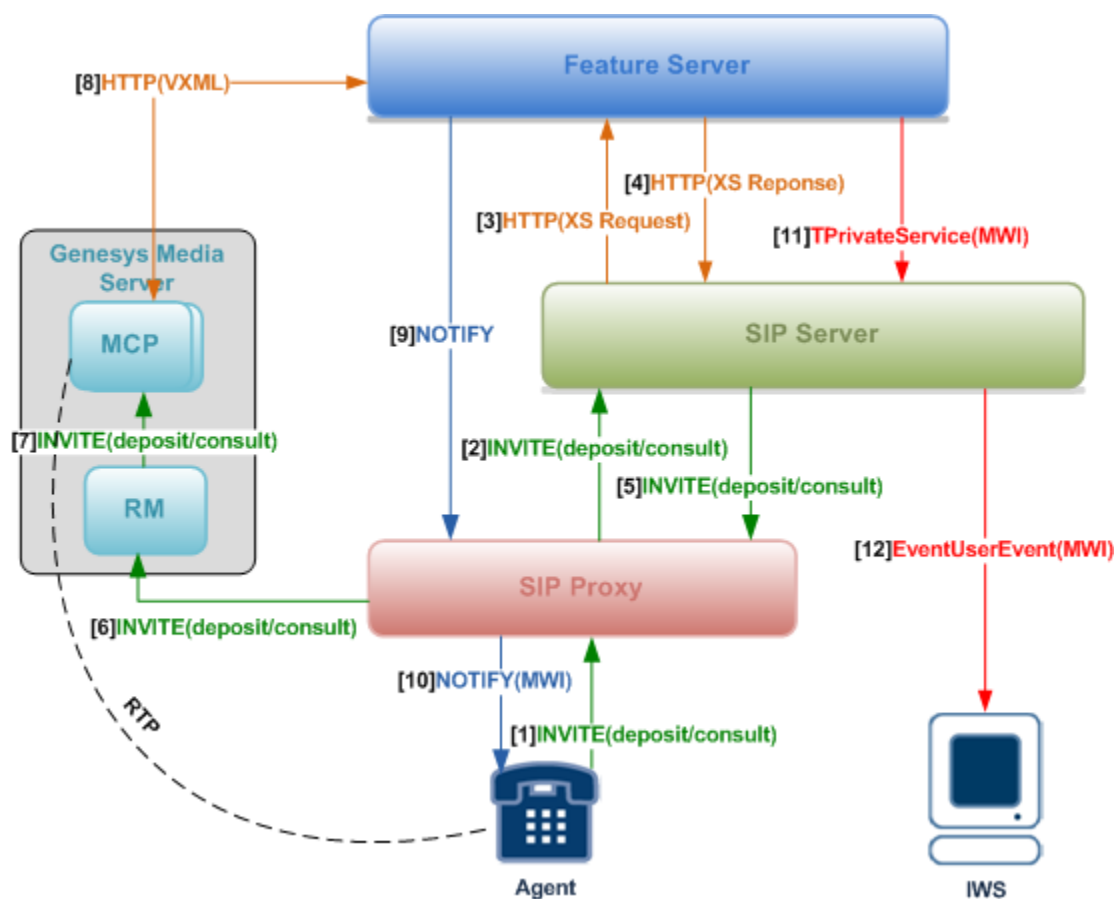 Feature Server
[8]HTTP(VXML)
[4]HTTP(XS Reponse)
[3]HTTP(XS Request)
[11]TPrivateService(MWI)
Genesys Media
Server
MCP
[9]NOTIFY
SIP Server
[7]INVITE(deposit/consult)
[2]INVITE(deposit/consult)
[5]INVITE(deposit/consult)
RM
[12]EventUserEvent(MWI)
SIP Proxy
[6]INVITE(deposit/consult)
[10]NOTIFY(MWI)
RTP
[1]INVITE(deposit/consult)
Agent
IWS